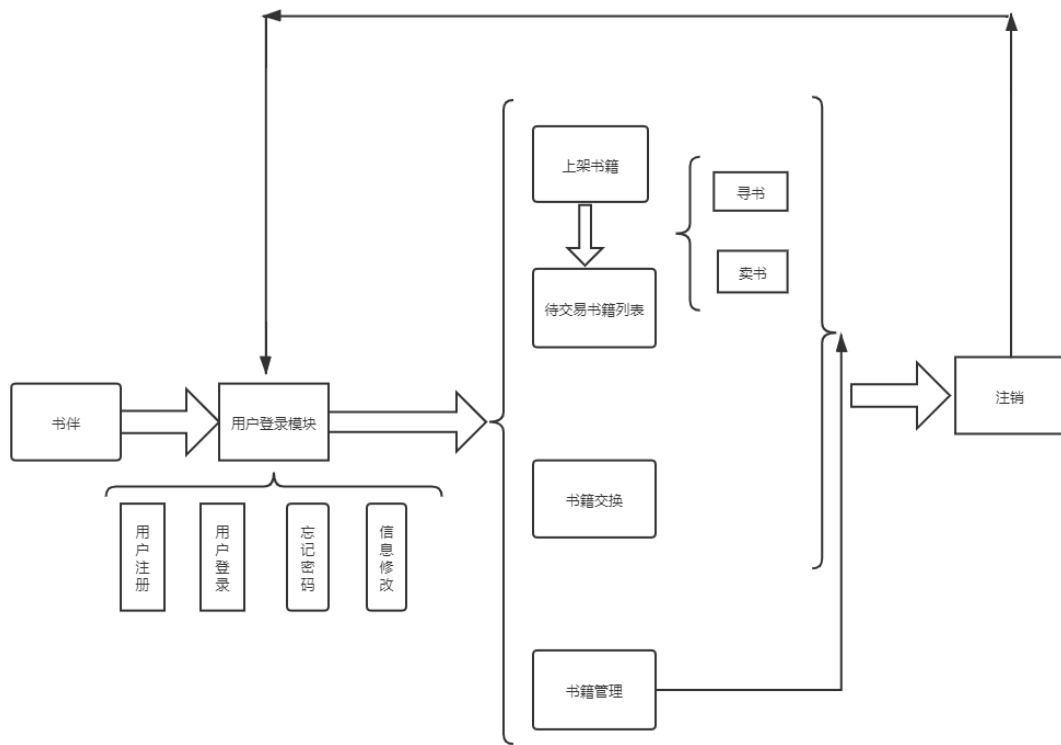 上架书籍
寻书
卖书
待交易书籍列表
书伴
用户登录模块
注销
用户注册
用户登录
忘记密码
信息修改
书籍交换
书籍管理